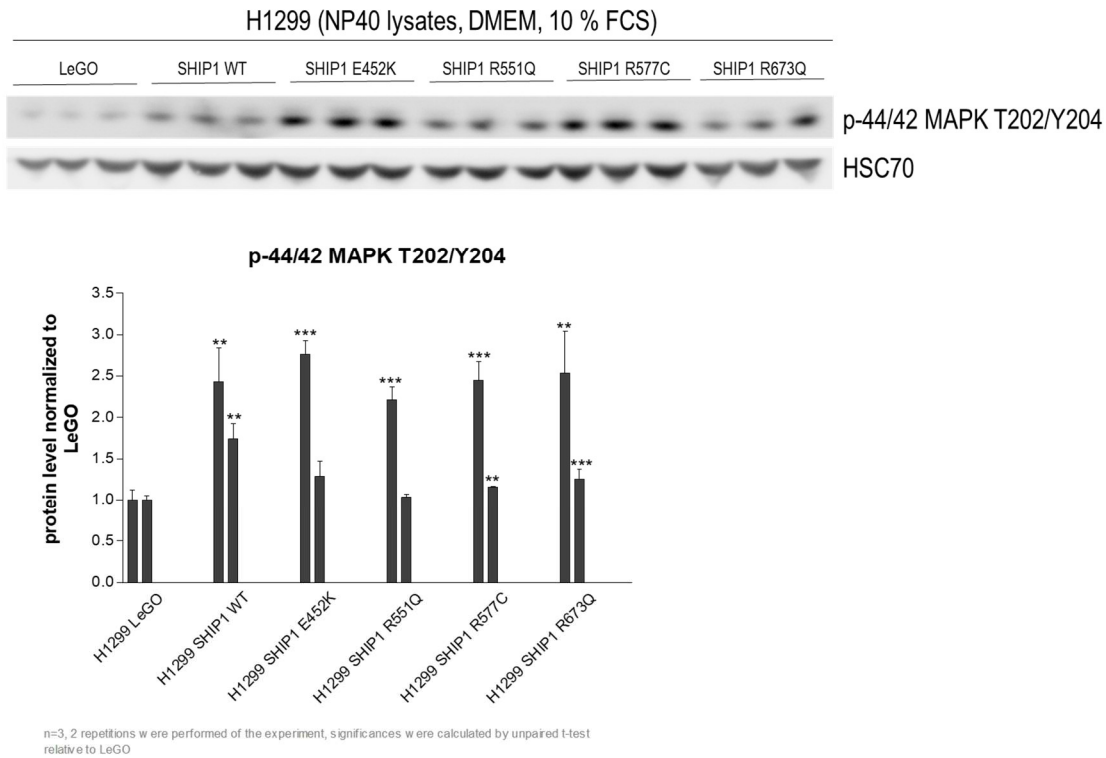 H1299 (NP40 lysates, DMEM, 10 % FCS)
LeGO SHIP1 WT SHIP1 E452K SHIP1 R551Q SHIP1 R577C SHIP1 R673Q
p-44/42 MAPK T202/Y204
HSC70
p-44/42 MAPK T202/Y204
protein level normalized to
LeGO
3.5
3.0
2.5
2.0
1.5
1.0
0.5
0.0
** ** *** *** *** ** ** ***
H1299 LeGO
H1299 SHIP1 WT
H1299 SHIP1 E452K
H1299 SHIP1 R551Q
H1299 SHIP1 R577C
H1299 SHIP1 R673Q
n=3, 2 repetitions were performed of the experiment, significances were calculated by unpaired t-test
relative to LeGO